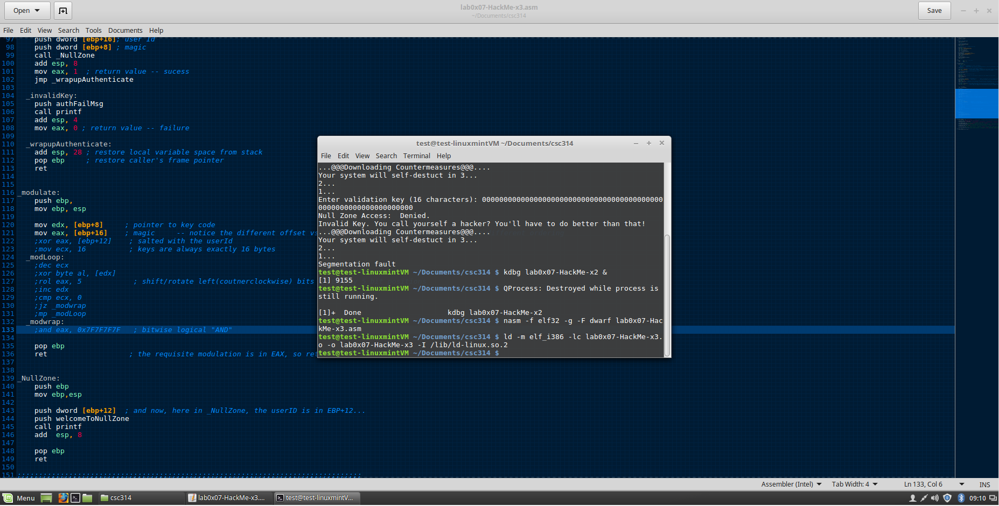 Open
lab0x07-HackMe-x3.asm
~/Documents/csc314
Save
File Edit View Search Tools Documents Help
97 push dword [ebp+16]; user Id
98 push dword [ebp+8] ; magic
99 call _NullZone
100 add esp, 8
101 mov eax, 1 ; return value -- sucess
102 jmp _wrapupAuthenticate
103
104 _invalidKey:
105 push authFailMsg
106 call printf
107 add esp, 4
108 mov eax, 0 ; return value -- failure
109
110 _wrapupAuthenticate:
111 add esp, 28 ; restore local variable space from stack
112 pop ebp ; restore caller's frame pointer
113 ret
114
115
116 _modulate:
117 push ebp,
118 mov ebp, esp
119
120 mov edx, [ebp+8] ; pointer to key code
121 mov eax, [ebp+16] ; magic -- notice the different offset vs
122 ;xor eax, [ebp+12] ; salted with the userId
123 ;mov ecx, 16 ; keys are always exactly 16 bytes
124 _modLoop:
125 ;dec ecx
126 ;xor byte al, [edx]
127 ;rol eax, 5 ; shift/rotate left(coutnerclockwise) bits
128 ;inc edx
129 ;cmp ecx, 0
130 ;jz _modwrap
131 ;mp _modLoop
132 _modwrap:
133 ;and eax, 0x7F7F7F7F ; bitwise logical "AND"
134
135 pop ebp
136 ret ; the requisite modulation is in EAX, so re
137
138
139 _NullZone:
140 push ebp
141 mov ebp,esp
142
143 push dword [ebp+12] ; and now, here in _NullZone, the userID is in EBP+12...
144 push welcomeToNullZone
145 call printf
146 add esp, 8
147
148 pop ebp
149 ret
150
151 ;;;;;;;;;;;;;;;;;;;;;;;;;;;;;;;;;;;;;;;;;;;;;;;;;;;;;;;;;;;;;;;;;;;;;;;;;;;;;;;;
test@test-linuxmintVM ~/Documents/csc314
File Edit View Search Terminal Help
...@@@Downloading Countermeasures@@@....
Your system will self-destuct in 3...
2...
1...
Enter validation key (16 characters): 000000000000000000000000000000000000000000
0000000000000000000000
Null Zone Access:  Denied.
Invalid Key. You call yourself a hacker? You'll have to do better than that!
...@@@Downloading Countermeasures@@@....
Your system will self-destuct in 3...
2...
1...
Segmentation fault
test@test-linuxmintVM ~/Documents/csc314 $ kdbg lab0x07-HackMe-x2 &
[1] 9155
test@test-linuxmintVM ~/Documents/csc314 $ QProcess: Destroyed while process is
still running.
[1]+  Done                    kdbg lab0x07-HackMe-x2
test@test-linuxmintVM ~/Documents/csc314 $ nasm -f elf32 -g -F dwarf lab0x07-Hac
kMe-x3.asm
test@test-linuxmintVM ~/Documents/csc314 $ ld -m elf_i386 -lc lab0x07-HackMe-x3.
o -o lab0x07-HackMe-x3 -I /lib/ld-linux.so.2
test@test-linuxmintVM ~/Documents/csc314 $
Assembler (Intel) Tab Width: 4 Ln 133, Col 6 INS
Menu csc314 lab0x07-HackMe-x3.... test@test-linuxmintV... 09:10